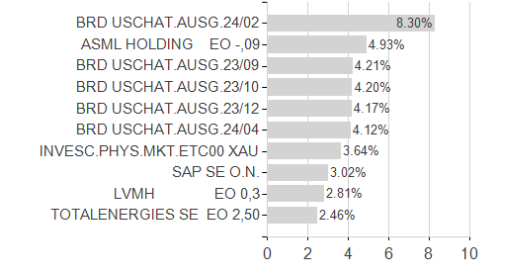 BRD USCHAT.AUSG.24/02 8.30%
ASML HOLDING EO -,09 4.93%
BRD USCHAT.AUSG.23/09 4.21%
BRD USCHAT.AUSG.23/10 4.20%
BRD USCHAT.AUSG.23/12 4.17%
BRD USCHAT.AUSG.24/04 4.12%
INVESC.PHYS.MKT.ETC00 XAU 3.64%
SAP SE O.N. 3.02%
LVMH EO 0,3 2.81%
TOTALENERGIES SE EO 2,50 2.46%
0 2 4 6 8 10